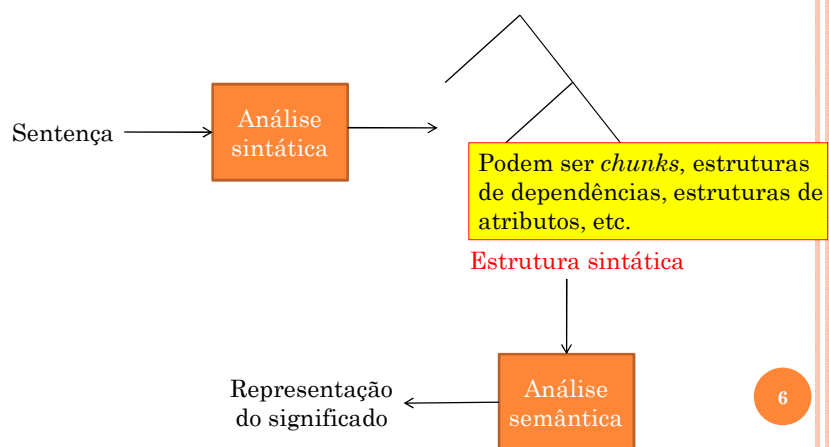 Sentença
Análise
sintática
Podem ser chunks, estruturas
de dependências, estruturas de
atributos, etc.
Estrutura sintática
Análise
semântica
Representação
do significado
6